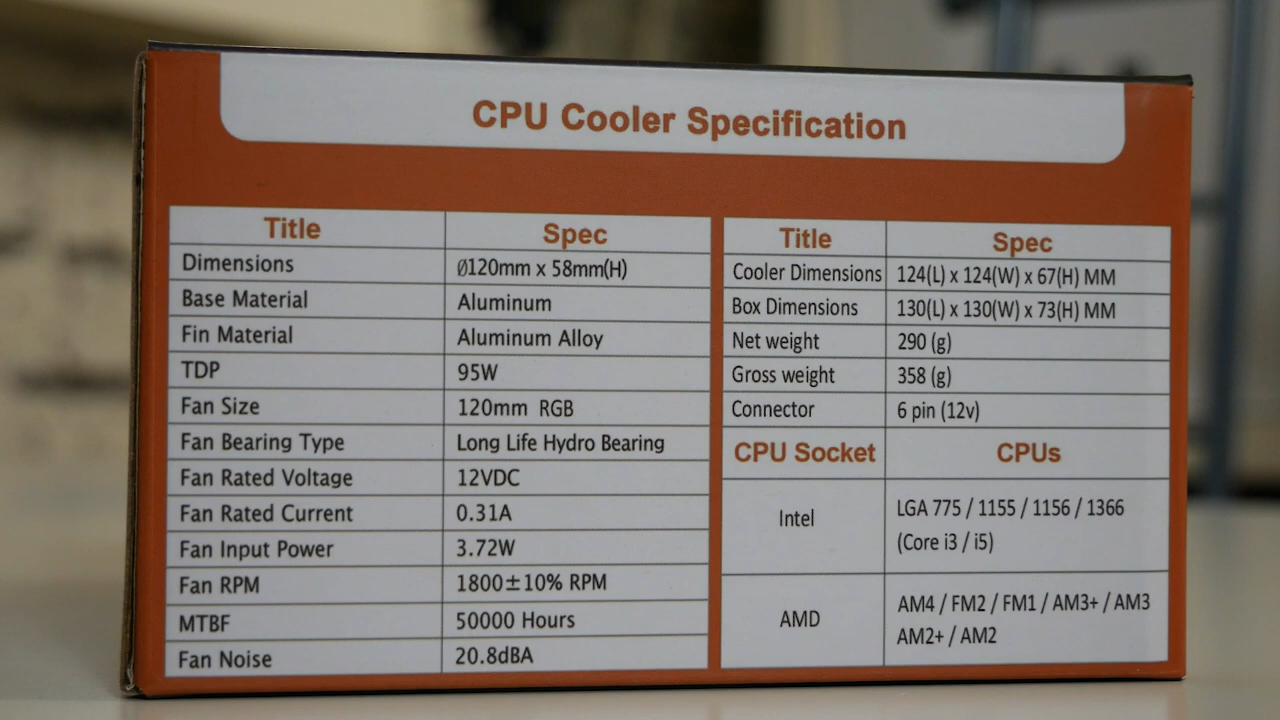 CPU Cooler Specification
Title Spec
Dimensions Ø120mm x 58mm(H)
Base Material Aluminum
Fin Material Aluminum Alloy
TDP 95W
Fan Size 120mm RGB
Fan Bearing Type Long Life Hydro Bearing
Fan Rated Voltage 12VDC
Fan Rated Current 0.31A
Fan Input Power 3.72W
Fan RPM 1800±10% RPM
MTBF 50000 Hours
Fan Noise 20.8dBA
Title Spec
Cooler Dimensions 124(L) x 124(W) x 67(H) MM
Box Dimensions 130(L) x 130(W) x 73(H) MM
Net weight 290 (g)
Gross weight 358 (g)
Connector 6 pin (12v)
CPU Socket CPUs
Intel
LGA 775 / 1155 / 1156 / 1366
(Core i3 / i5)
AMD
AM4 / FM2 / FM1 / AM3+ / AM3
AM2+ / AM2